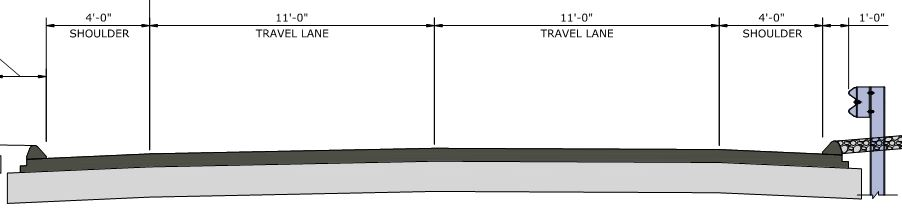 4'-0"
SHOULDER
11'-0"
TRAVEL LANE
11'-0"
TRAVEL LANE
4'-0"
SHOULDER
1'-0"